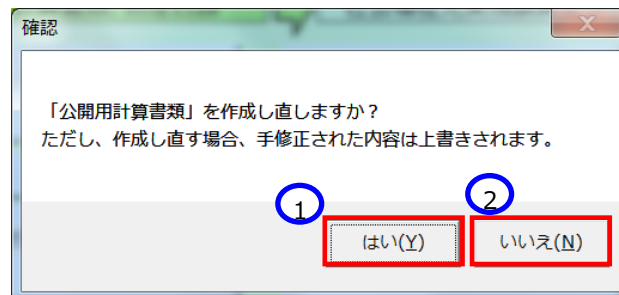 確認
「公開用計算書類」を作成し直しますか？
ただし、作成し直す場合、手修正された内容は上書きされます。
1
2
はい(Y)
いいえ(N)